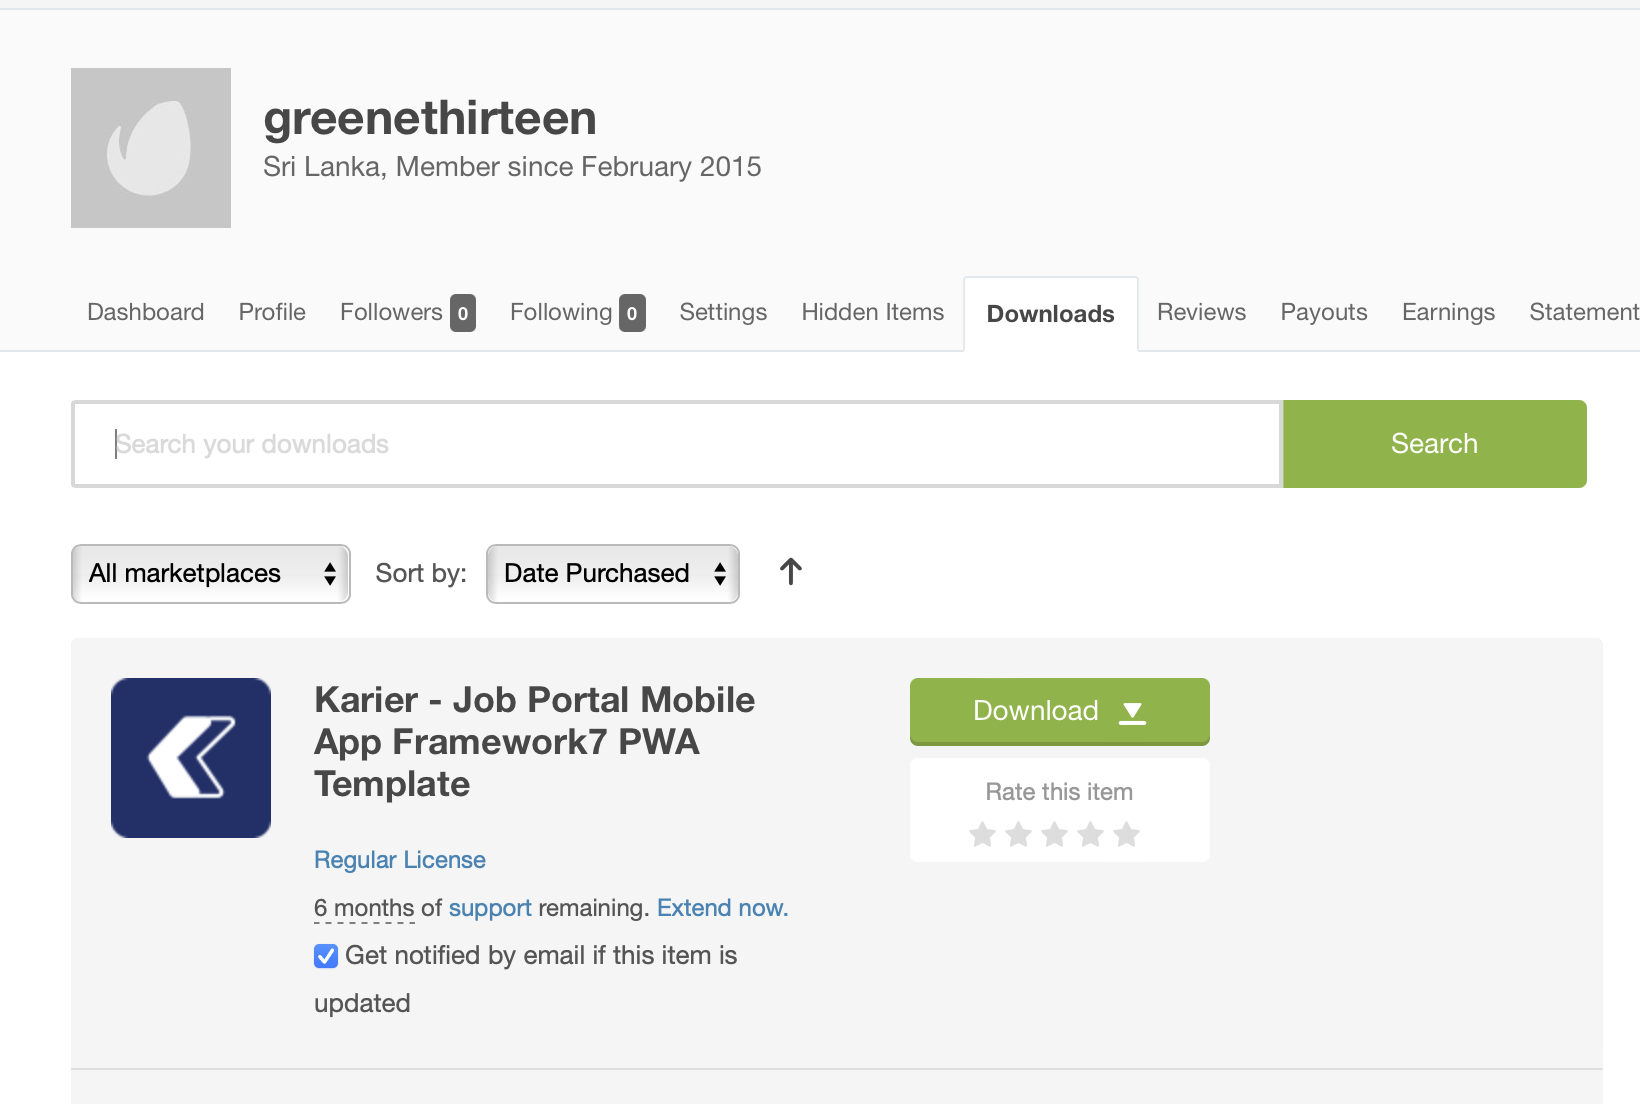 greenethirteen
Sri Lanka, Member since February 2015
Dashboard Profile Followers 0 Following 0 Settings Hidden Items Downloads Reviews Payouts Earnings Statement
Search your downloads Search
All marketplaces Sort by: Date Purchased
Karier - Job Portal Mobile
App Framework7 PWA
Template
Download
Rate this item
Regular License
6 months of support remaining. Extend now.
Get notified by email if this item is
updated